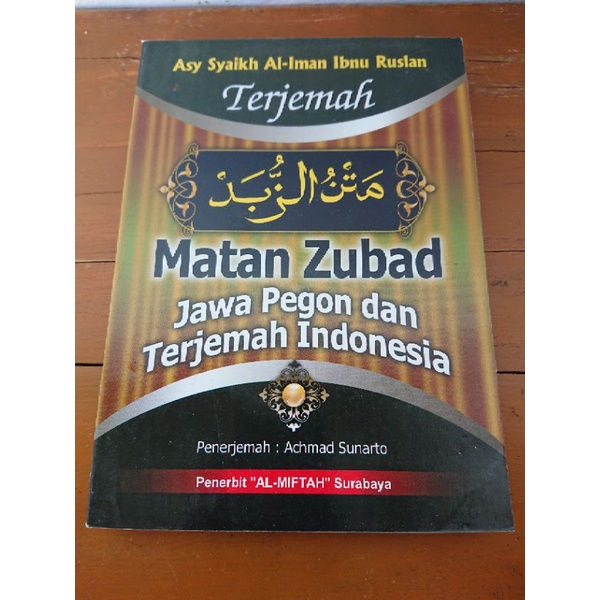 Asy Syaikh Al-Iman Ibnu Ruslan
Terjemah
مَتْنُ الزُّبَدْ
Matan Zubad
Jawa Pegon dan
Terjemah Indonesia
Penerjemah : Achmad Sunarto
Penerbit "AL-MIFTAH" Surabaya